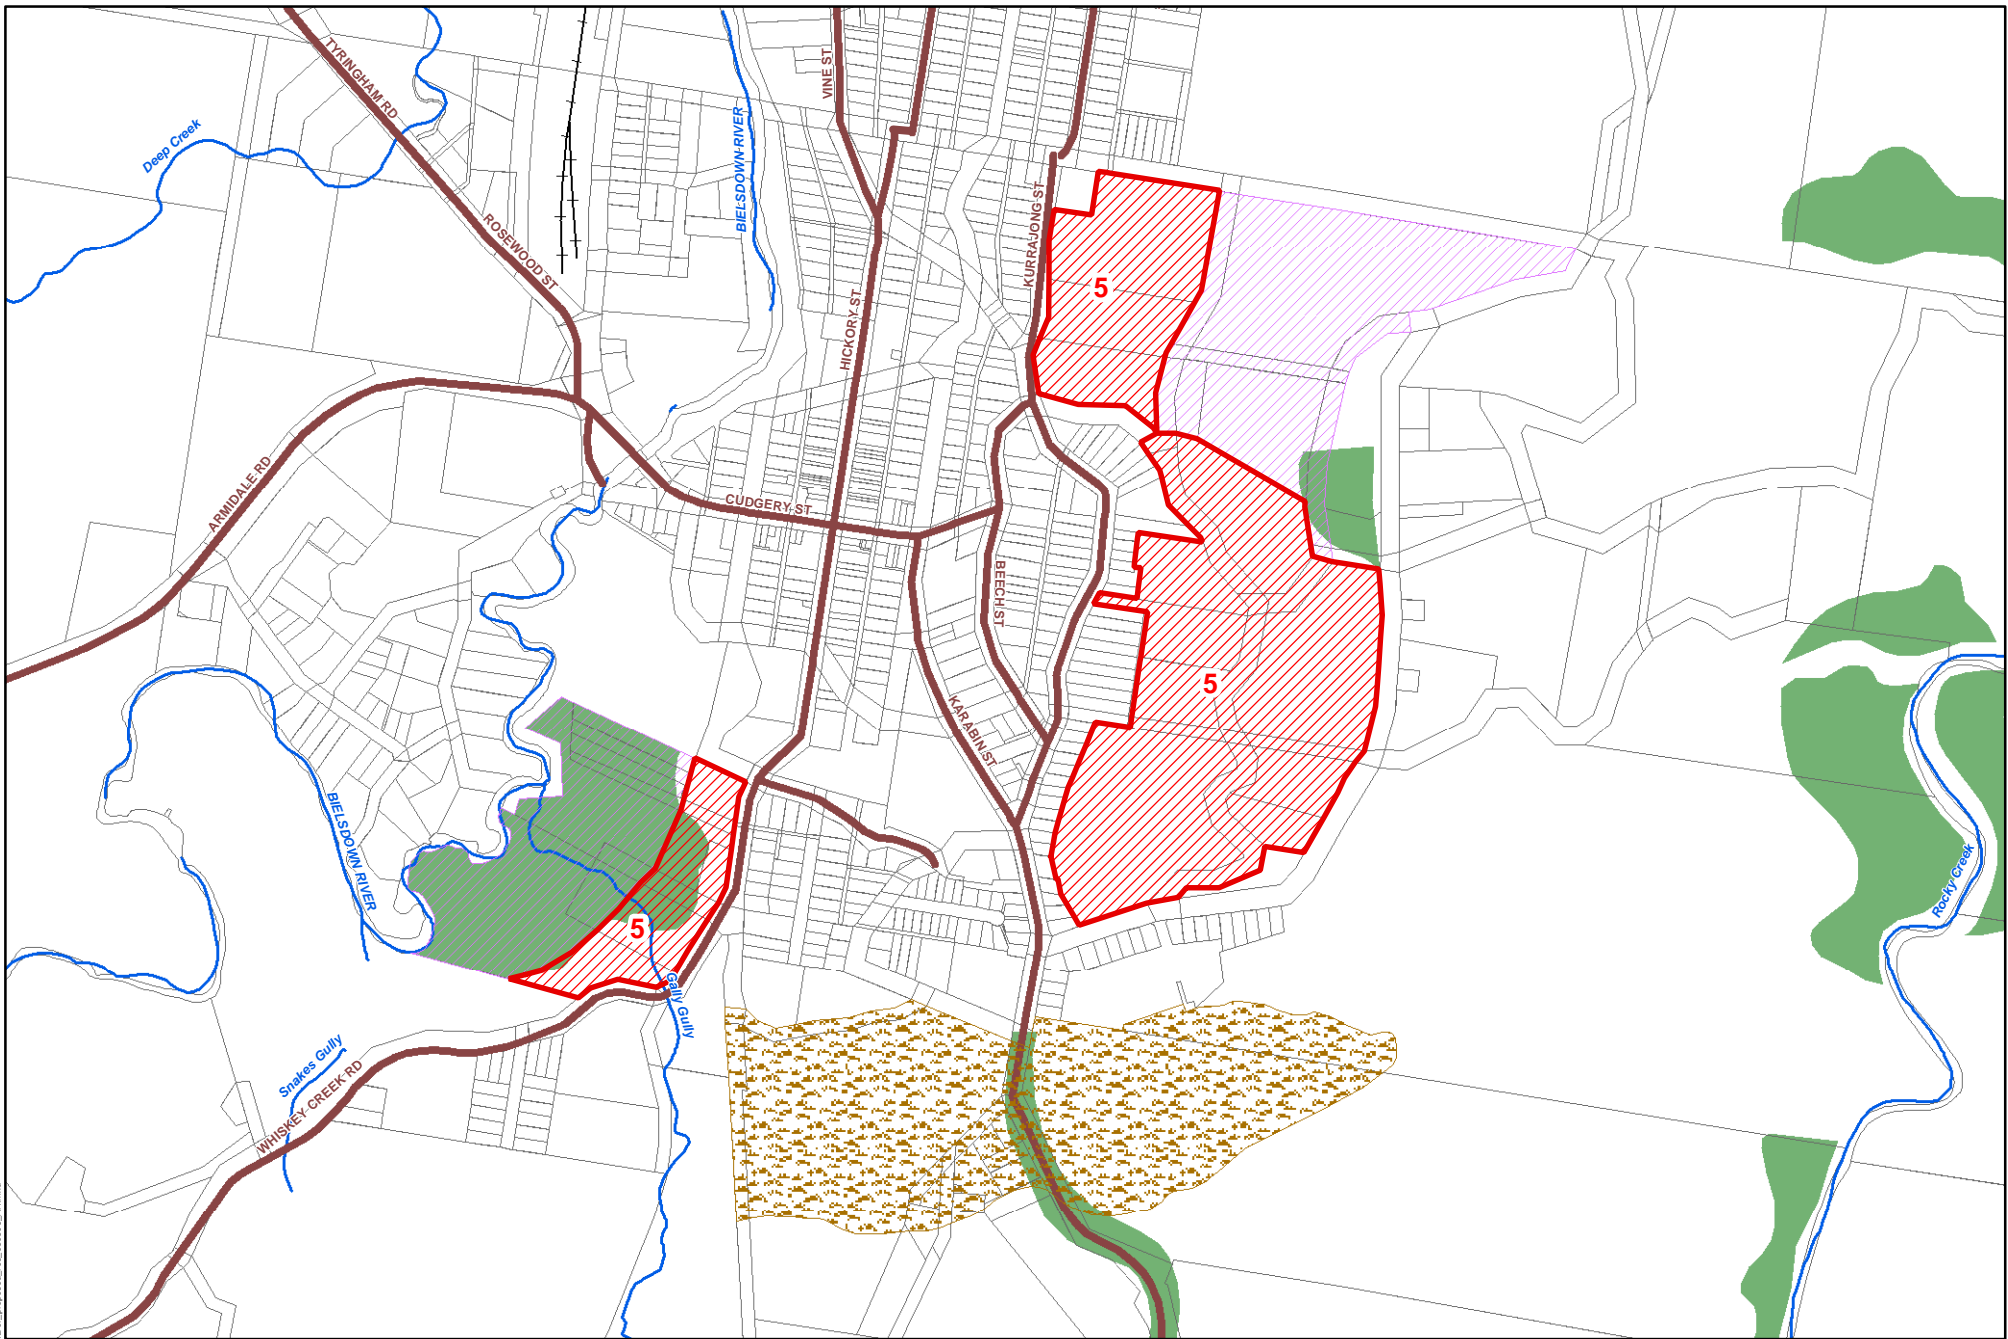 TYRINGHAM RD
VINE ST
Deep Creek
BIELSDOWN RIVER
KURRAJONG ST
ROSEWOOD ST
5
HICKORY ST
ARMIDALE RD
CUDGERY ST
BEECH ST
5
KARABIN ST
BIELSDOWN RIVER
Rocky Creek
5
Gally Gully
Snakes Gully
WHISKEY CREEK RD